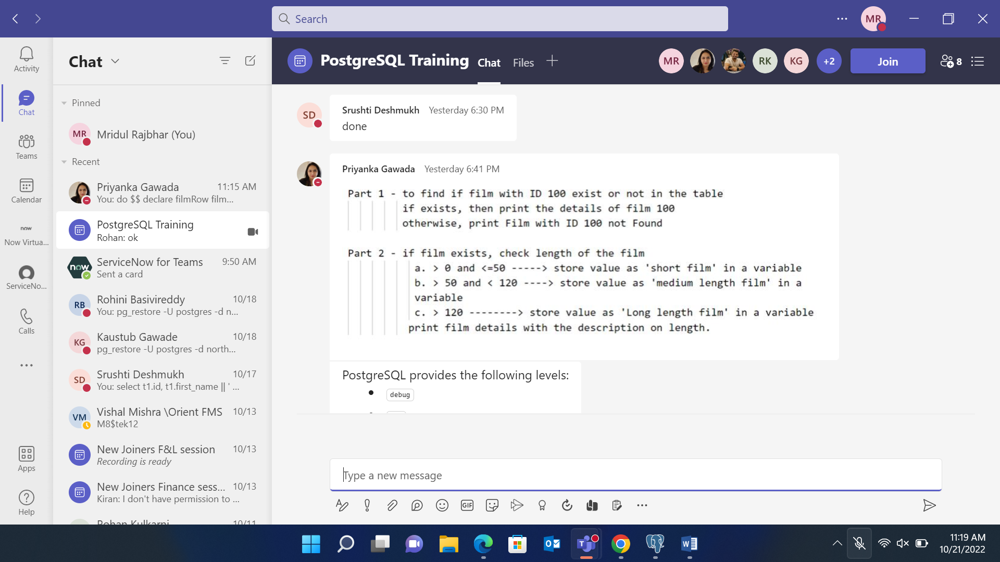 Search
MR
Activity
Chat
Teams
Calendar
Now Virtua...
ServiceNo...
Calls
Apps
Help
Chat
Pinned
MR
Mridul Rajbhar (You)
Recent
Priyanka Gawada 11:15 AM
You: do $$ declare filmRow film...
PostgreSQL Training
Rohan: ok
now
ServiceNow for Teams 9:50 AM
Sent a card
RB
Rohini Basivireddy 10/18
You: pg_restore -U postgres -d n...
KG
Kaustub Gawade 10/18
pg_restore -U postgres -d north...
SD
Srushti Deshmukh 10/17
You: select t1.id, t1.first_name || ' ...
VM
Vishal Mishra \Orient FMS 10/13
M8$tek12
New Joiners F&L session 10/13
Recording is ready
New Joiners Finance sess... 10/13
Kiran: I don't have permission to ...
Rohan Kulkarni 10/11
PostgreSQL Training Chat Files
MR RK KG +2 Join 8
SD
Srushti Deshmukh Yesterday 6:30 PM
done
Priyanka Gawada Yesterday 6:41 PM
Part 1 - to find if film with ID 100 exist or not in the table
if exists, then print the details of film 100
otherwise, print Film with ID 100 not Found
Part 2 - if film exists, check length of the film
a. > 0 and <=50 -----> store value as 'short film' in a variable
b. > 50 and < 120 ----> store value as 'medium length film' in a
variable
c. > 120 --------> store value as 'Long length film' in a variable
print film details with the description on length.
PostgreSQL provides the following levels:
debug
Type a new message
GIF
11:19 AM
10/21/2022